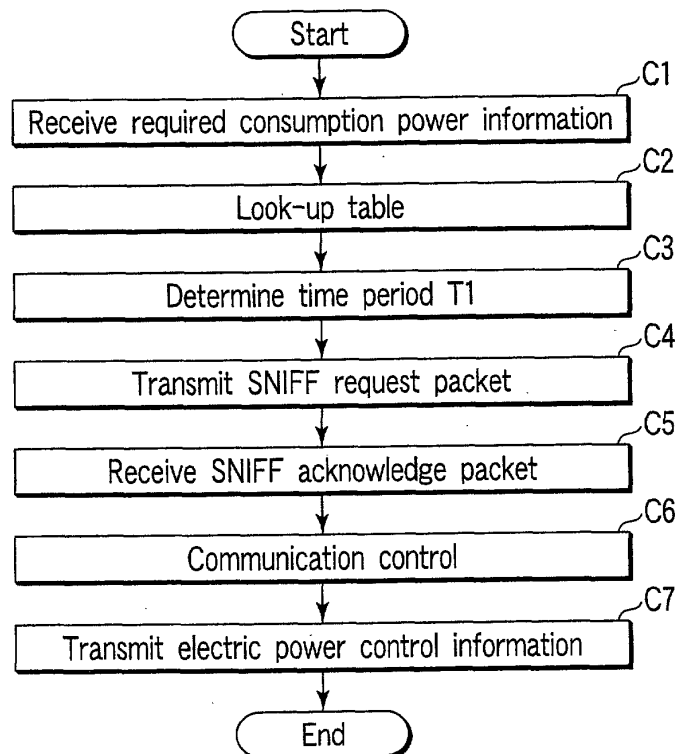 Start
C1
Receive required consumption power information
C2
Look-up table
C3
Determine time period T1
C4
Transmit SNIFF request packet
C5
Receive SNIFF acknowledge packet
C6
Communication control
C7
Transmit electric power control information
End